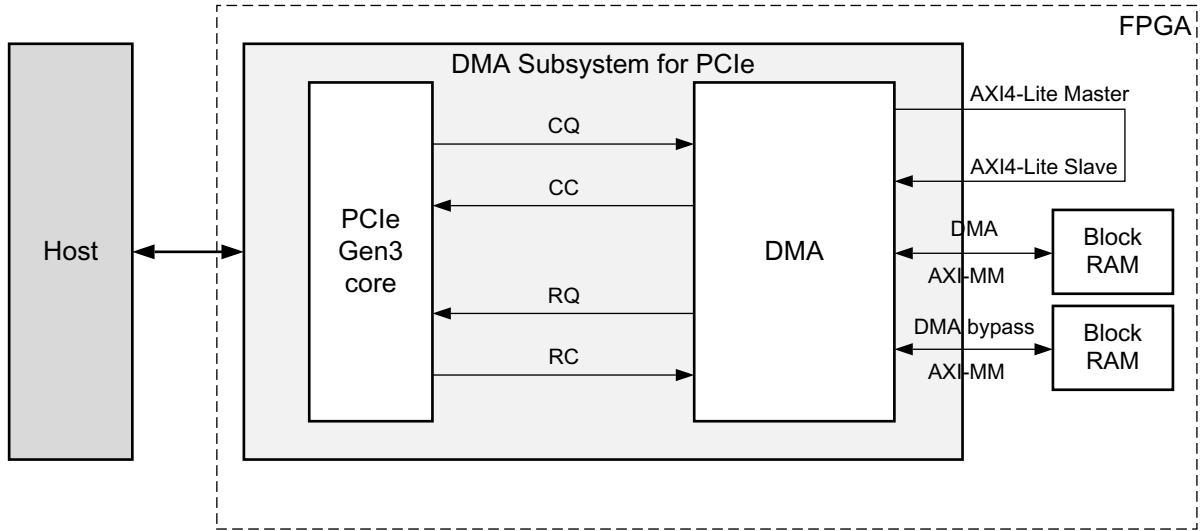 FPGA
DMA Subsystem for PCIe
Host
PCIe
Gen3
core
CQ
CC
RQ
RC
DMA
AXI4-Lite Master
AXI4-Lite Slave
DMA
AXI-MM
Block
RAM
DMA bypass
AXI-MM
Block
RAM